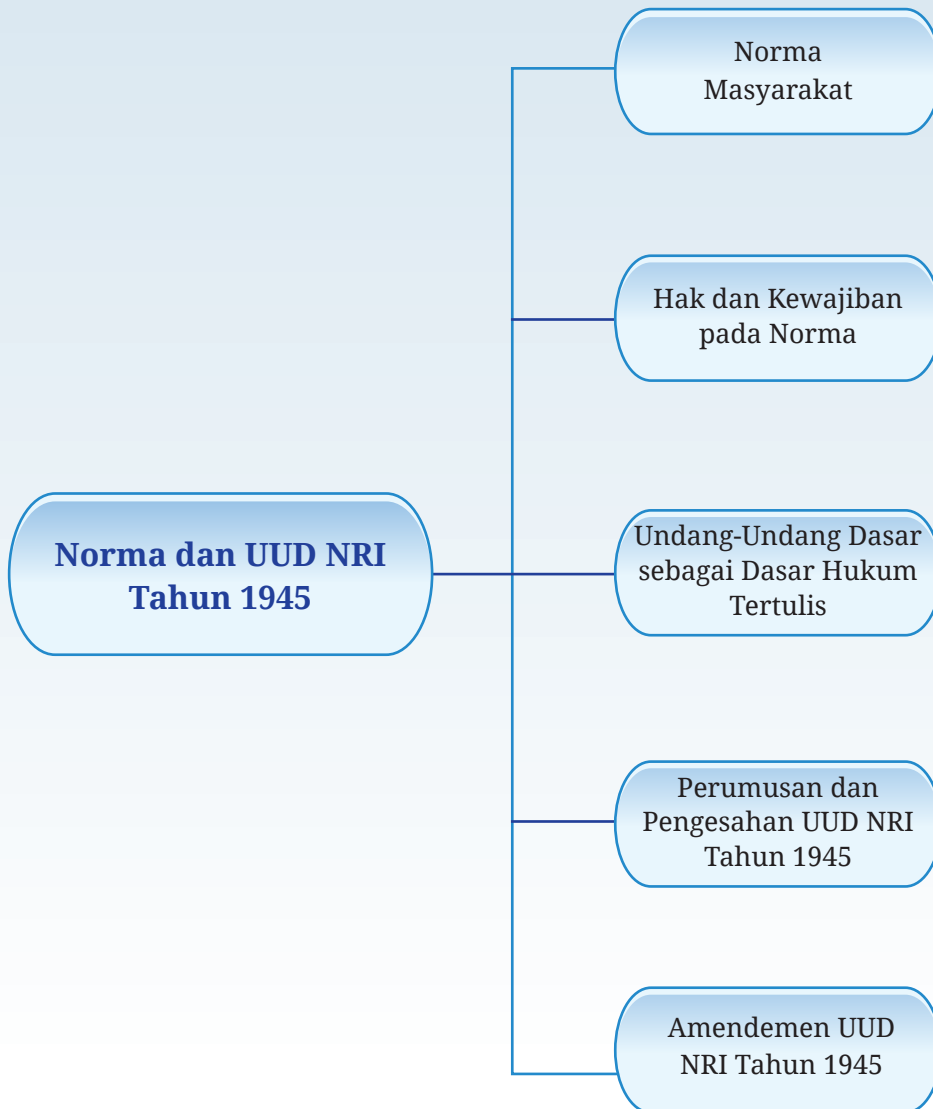 Norma
Masyarakat
Hak dan Kewajiban
pada Norma
Norma dan UUD NRI
Tahun 1945
Undang-Undang Dasar
sebagai Dasar Hukum
Tertulis
Perumusan dan
Pengesahan UUD NRI
Tahun 1945
Amendemen UUD
NRI Tahun 1945